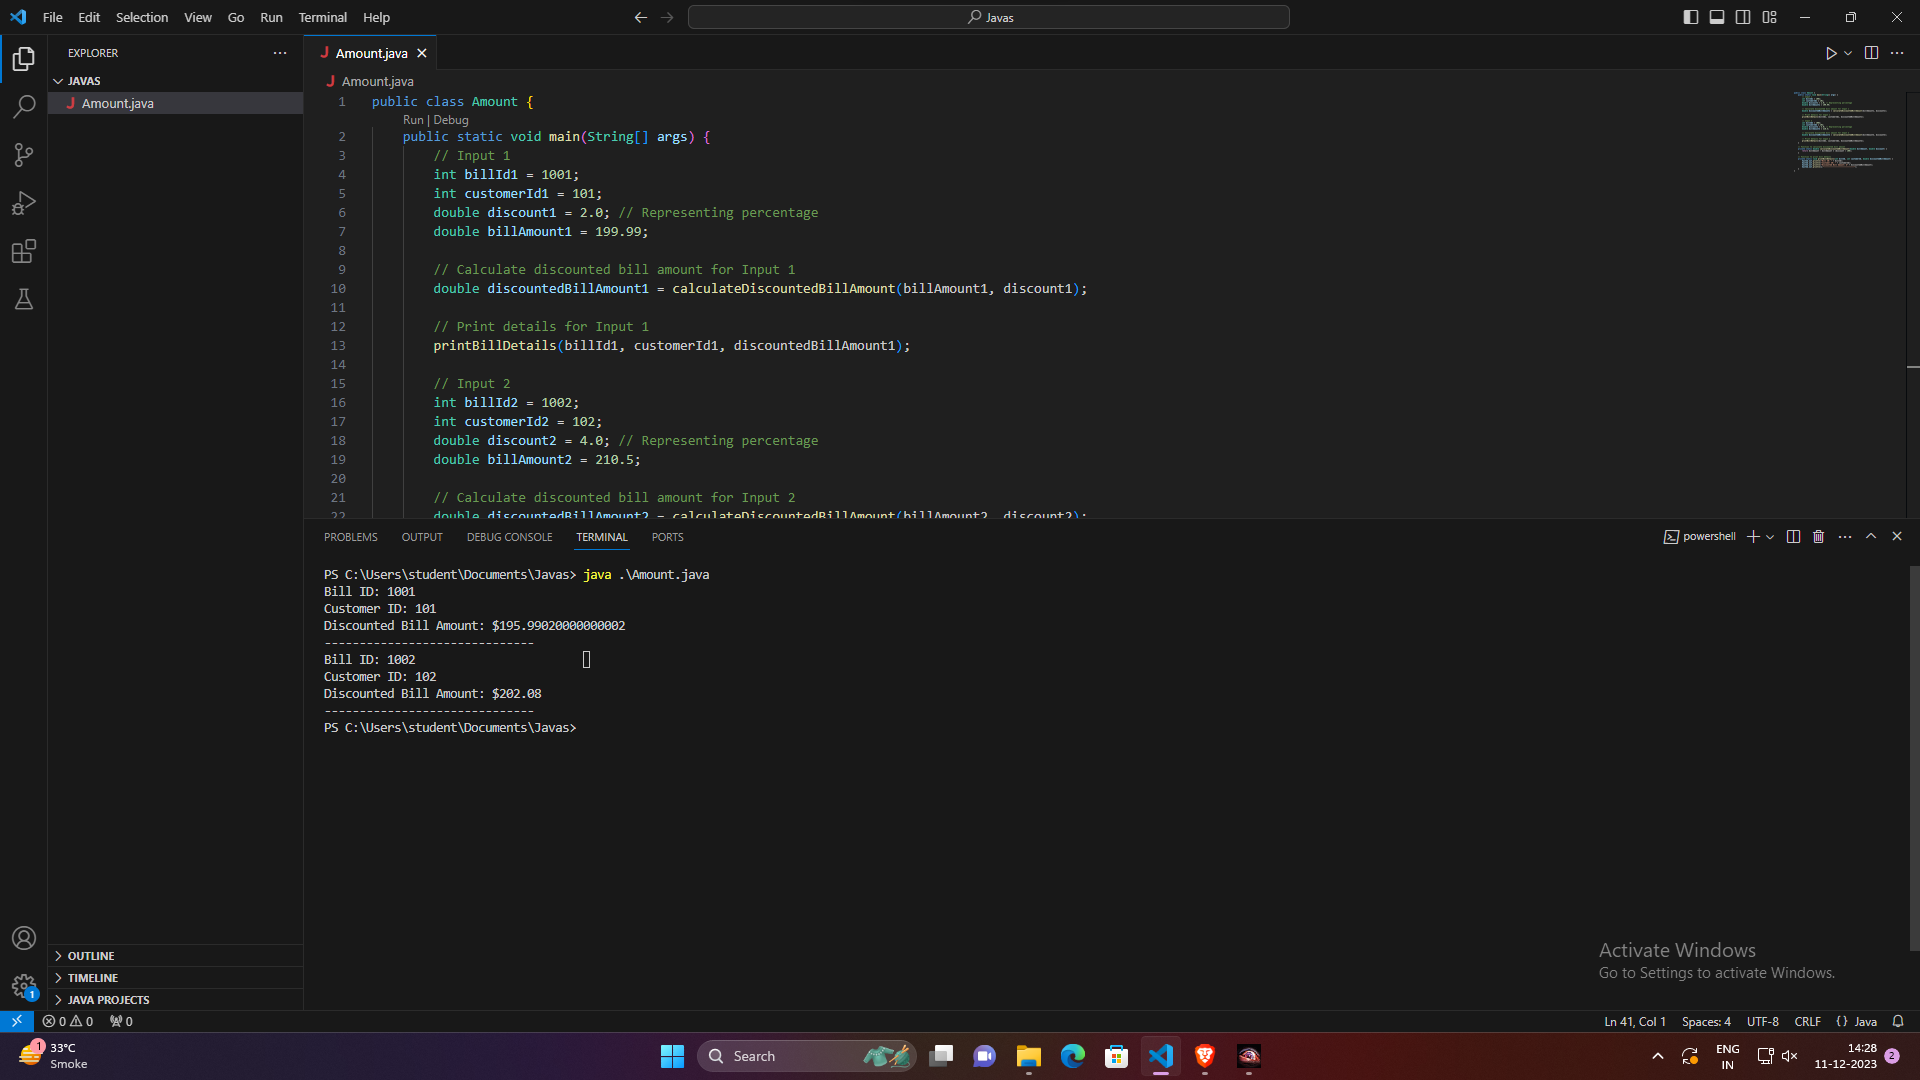 File Edit Selection View Go Run Terminal Help
Javas
EXPLORER
JAVAS
J Amount.java
OUTLINE
TIMELINE
JAVA PROJECTS
J Amount.java
J Amount.java
1 public class Amount {
Run | Debug
2 public static void main(String[] args) {
3 // Input 1
4 int billId1 = 1001;
5 int customerId1 = 101;
6 double discount1 = 2.0; // Representing percentage
7 double billAmount1 = 199.99;
8
9 // Calculate discounted bill amount for Input 1
10 double discountedBillAmount1 = calculateDiscountedBillAmount(billAmount1, discount1);
11
12 // Print details for Input 1
13 printBillDetails(billId1, customerId1, discountedBillAmount1);
14
15 // Input 2
16 int billId2 = 1002;
17 int customerId2 = 102;
18 double discount2 = 4.0; // Representing percentage
19 double billAmount2 = 210.5;
20
21 // Calculate discounted bill amount for Input 2
22 double discountedBillAmount2 = calculateDiscountedBillAmount(billAmount2, discount2);
PROBLEMS OUTPUT DEBUG CONSOLE TERMINAL PORTS
powershell
PS C:\Users\student\Documents\Javas> java .\Amount.java
Bill ID: 1001
Customer ID: 101
Discounted Bill Amount: $195.99020000000002
------------------------------
Bill ID: 1002
Customer ID: 102
Discounted Bill Amount: $202.08
------------------------------
PS C:\Users\student\Documents\Javas>
Activate Windows
Go to Settings to activate Windows.
1
0 0 0
Ln 41, Col 1 Spaces: 4 UTF-8 CRLF { } Java
1
33°C
Smoke
Search
ENG
IN
14:28
11-12-2023
2